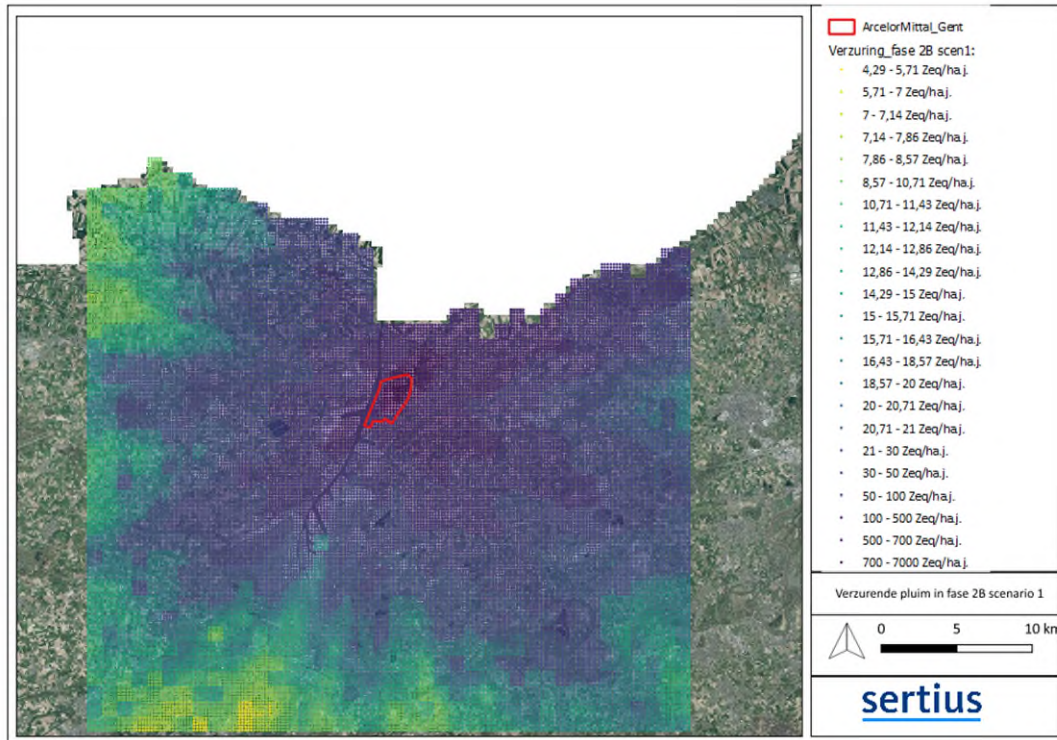 ArcelorMittal_Gent
Verzuring_fase 2B scen1:
4,29 - 5,71 Zeq/ha.j.
5,71 - 7 Zeq/ha.j.
7 - 7,14 Zeq/ha.j.
7,14 - 7,86 Zeq/ha.j.
7,86 - 8,57 Zeq/ha.j.
8,57 - 10,71 Zeq/ha.j.
10,71 - 11,43 Zeq/ha.j.
11,43 - 12,14 Zeq/ha.j.
12,14 - 12,86 Zeq/ha.j.
12,86 - 14,29 Zeq/ha.j.
14,29 - 15 Zeq/ha.j.
15 - 15,71 Zeq/ha.j.
15,71 - 16,43 Zeq/ha.j.
16,43 - 18,57 Zeq/ha.j.
18,57 - 20 Zeq/ha.j.
20 - 20,71 Zeq/ha.j.
20,71 - 21 Zeq/ha.j.
21 - 30 Zeq/ha.j.
30 - 50 Zeq/ha.j.
50 - 100 Zeq/ha.j.
100 - 500 Zeq/ha.j.
500 - 700 Zeq/ha.j.
700 - 7000 Zeq/ha.j.
Verzurende pluim in fase 2B scenario 1
0 5 10 km
sertius